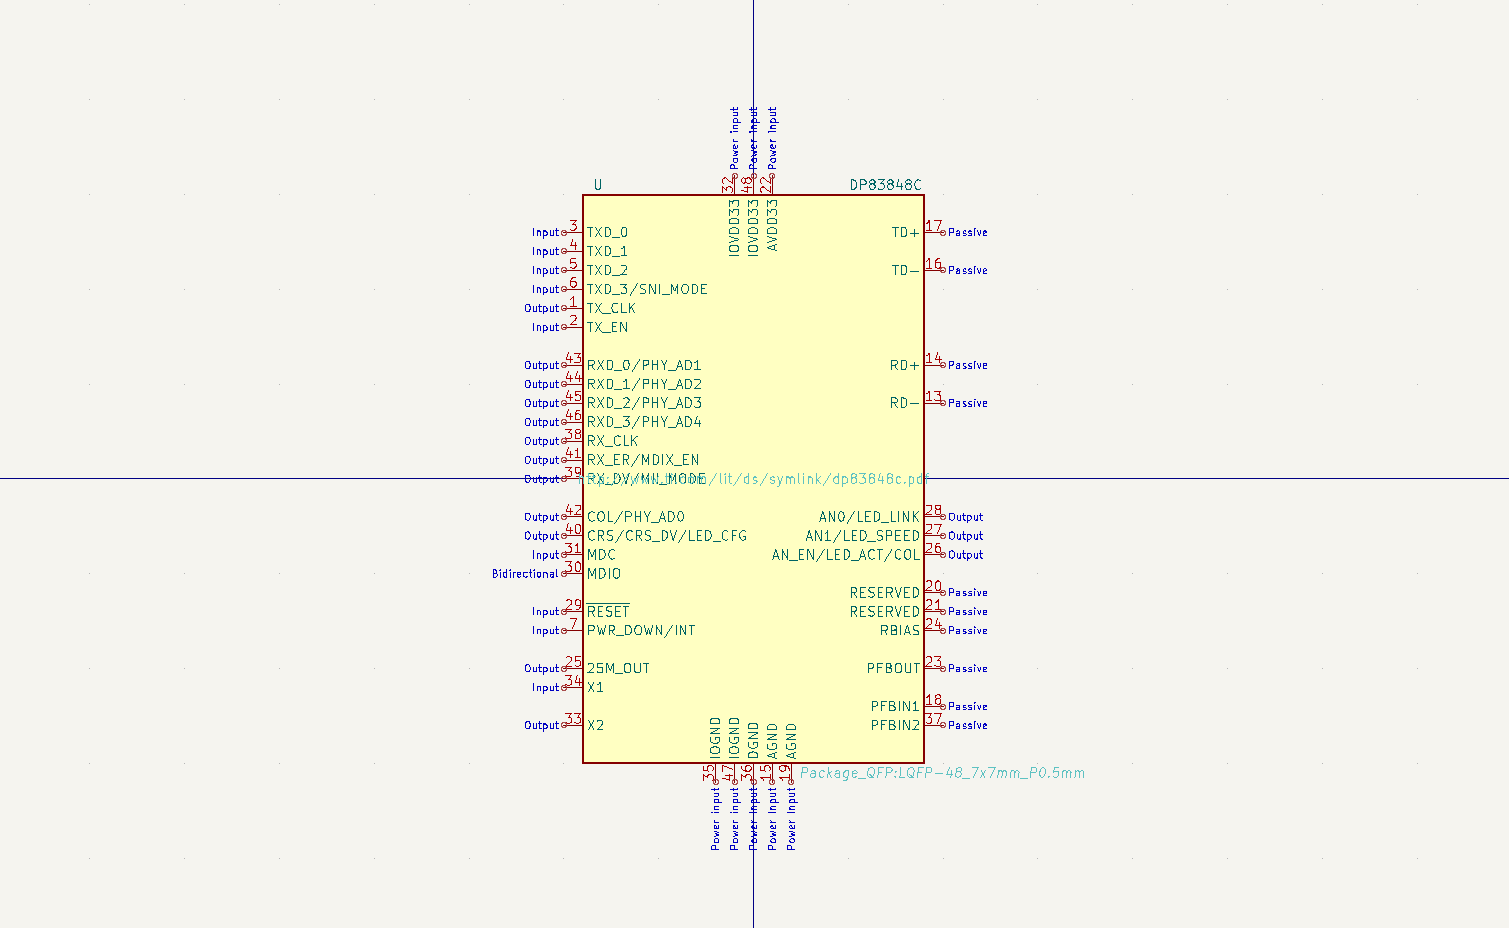 Power input
Power input
Power input
32
48
22
U
DP83848C
IOVDD33
IOVDD33
AVDD33
Input 3 TXD_0
Input 4 TXD_1
Input 5 TXD_2
Input 6 TXD_3/SNI_MODE
Output 1 TX_CLK
Input 2 TX_EN
TD+ 17 Passive
TD- 16 Passive
Output 43 RXD_0/PHY_AD1
Output 44 RXD_1/PHY_AD2
Output 45 RXD_2/PHY_AD3
Output 46 RXD_3/PHY_AD4
Output 38 RX_CLK
Output 41 RX_ER/MDIX_EN
Output 39 RX_DV/MII_MODE
RD+ 14 Passive
RD- 13 Passive
http://www.ti.com/lit/ds/symlink/dp83848c.pdf
Output 42 COL/PHY_AD0
Output 40 CRS/CRS_DV/LED_CFG
Input 31 MDC
Bidirectional 30 MDIO
AN0/LED_LINK 28 Output
AN1/LED_SPEED 27 Output
AN_EN/LED_ACT/COL 26 Output
Input 29 RESET
Input 7 PWR_DOWN/INT
RESERVED 20 Passive
RESERVED 21 Passive
RBIAS 24 Passive
Output 25 25M_OUT
Input 34 X1
Output 33 X2
PFBOUT 23 Passive
PFBIN1 18 Passive
PFBIN2 37 Passive
IOGND
IOGND
DGND
AGND
AGND
35
47
36
15
19
Package_QFP:LQFP-48_7x7mm_P0.5mm
Power input
Power input
Power input
Power input
Power input